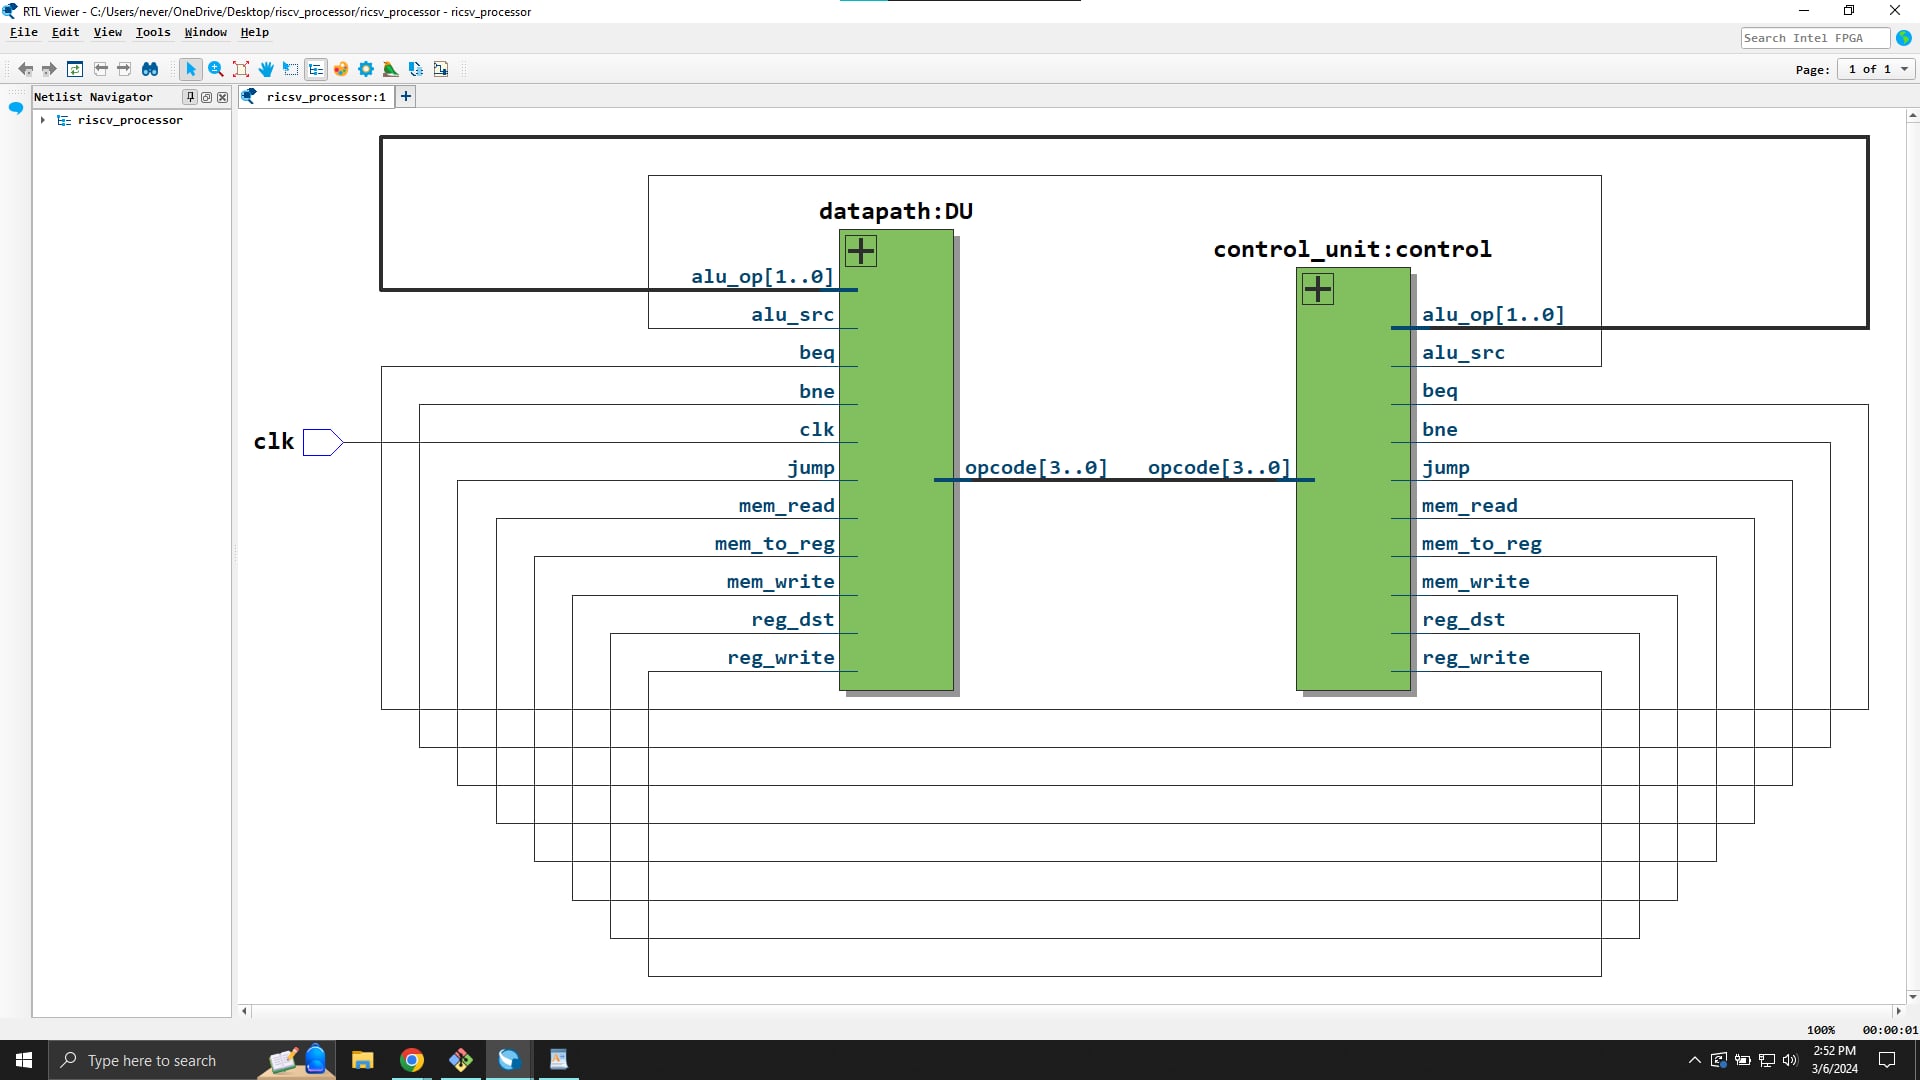 RTL Viewer - C:/Users/never/OneDrive/Desktop/riscv_processor/ricsv_processor - ricsv_processor
File Edit View Tools Window Help
Search Intel FPGA
Page: 1 of 1
Netlist Navigator
ricsv_processor:1
riscv_processor
datapath:DU
alu_op[1..0]
alu_src
beq
bne
clk
clk
jump
mem_read
mem_to_reg
mem_write
reg_dst
reg_write
opcode[3..0]
control_unit:control
opcode[3..0]
alu_op[1..0]
alu_src
beq
bne
jump
mem_read
mem_to_reg
mem_write
reg_dst
reg_write
100% 00:00:01
Type here to search
2:52 PM
3/6/2024